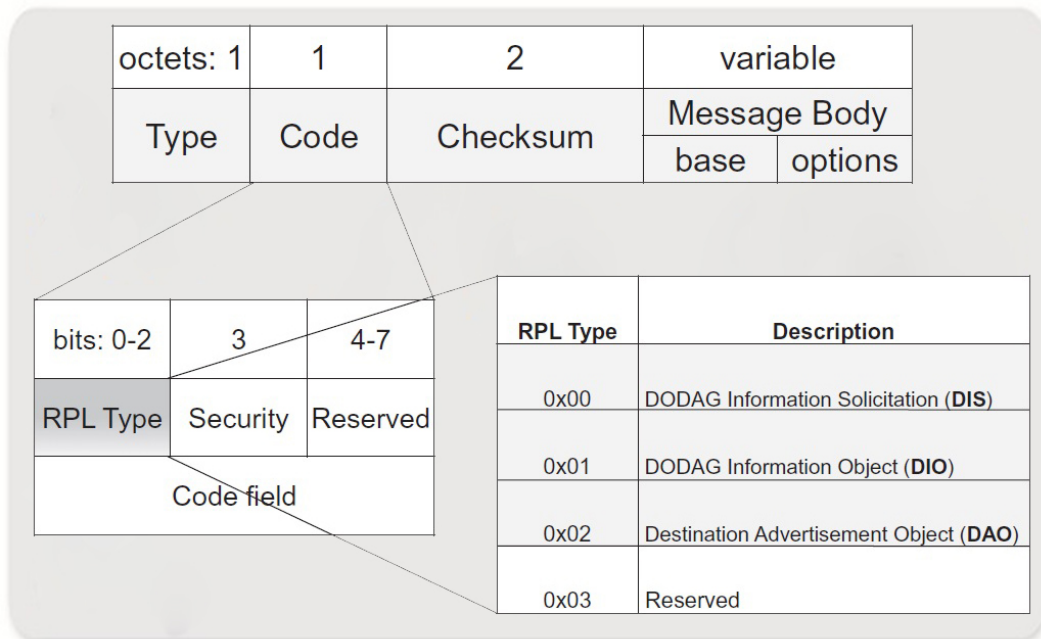 octets: 1 1 2 variable
Type Code Checksum Message Body
base options
bits: 0-2 3 4-7
RPL Type Security Reserved
Code field
RPL Type Description
0x00 DODAG Information Solicitation (DIS)
0x01 DODAG Information Object (DIO)
0x02 Destination Advertisement Object (DAO)
0x03 Reserved